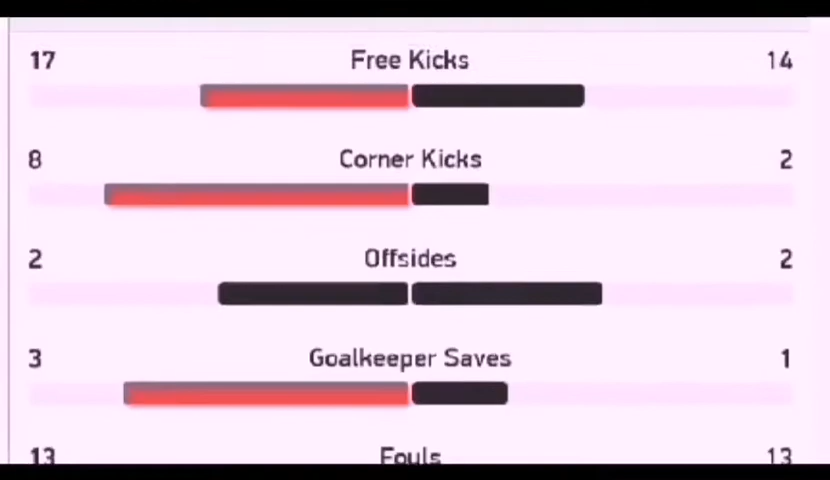 17 Free Kicks 14
8 Corner Kicks 2
2 Offsides 2
3 Goalkeeper Saves 1
13 Fouls 13